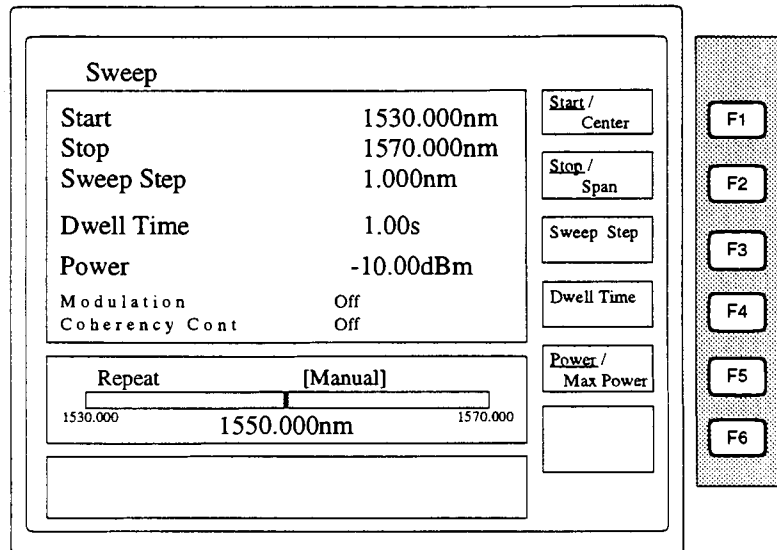 Sweep
Start 1530.000nm
Stop 1570.000nm
Sweep Step 1.000nm
Dwell Time 1.00s
Power -10.00dBm
Modulation Off
Coherency Cont Off
Repeat [Manual]
1530.000 1550.000nm 1570.000
Start /
Center
Stop /
Span
Sweep Step
Dwell Time
Power /
Max Power
F1
F2
F3
F4
F5
F6